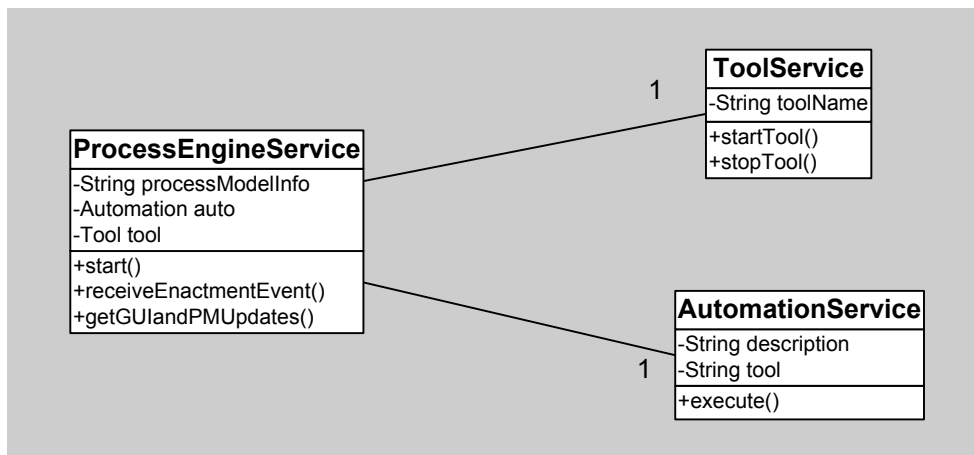 ToolService
-String toolName
+startTool()
+stopTool()
1
ProcessEngineService
-String processModelInfo
-Automation auto
-Tool tool
+start()
+receiveEnactmentEvent()
+getGUIandPMUpdates()
AutomationService
-String description
-String tool
+execute()
1